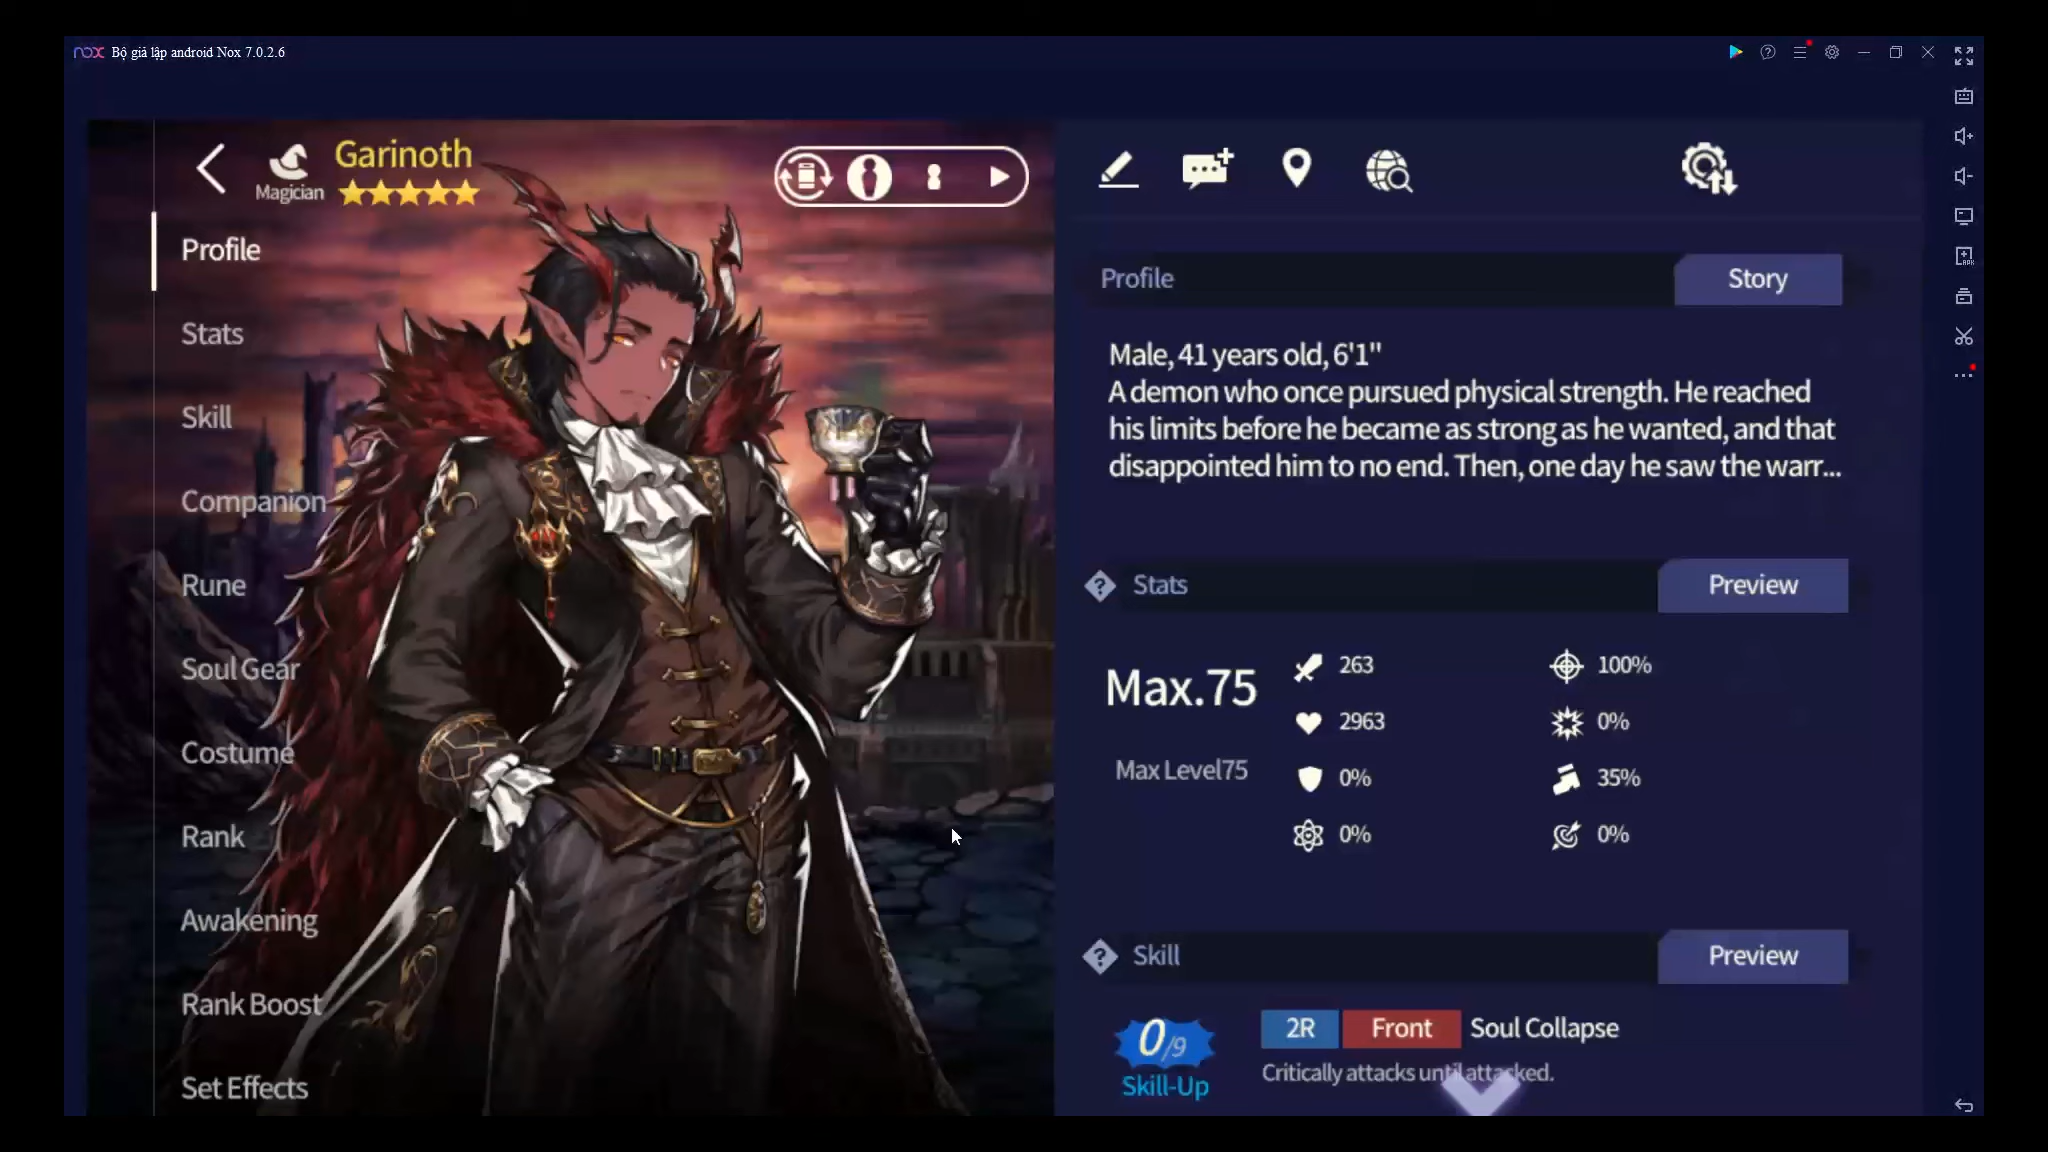 nox Bộ giả lập android Nox 7.0.2.6
Garinoth
Magician
Profile
Stats
Skill
Companion
Rune
Soul Gear
Costume
Rank
Awakening
Rank Boost
Set Effects
Profile
Story
Male, 41 years old, 6'1"
A demon who once pursued physical strength. He reached
his limits before he became as strong as he wanted, and that
disappointed him to no end. Then, one day he saw the warr...
Stats
Preview
Max.75
Max Level75
263
100%
2963
0%
0%
35%
0%
0%
Skill
Preview
0/9
Skill-Up
2R Front Soul Collapse
Critically attacks until attacked.